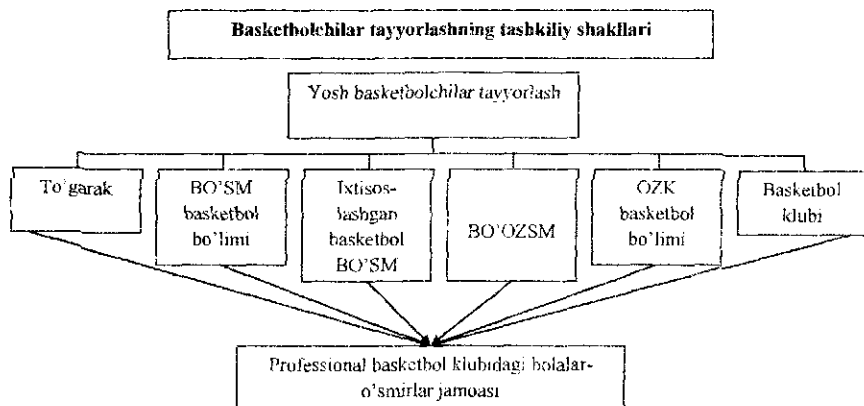 Basketbolchilar tayyorlashning tashkiliy shakllari
Yosh basketbolchilar tayyorlash
To'garak
BO'SM
basketbol
bo'limi
Ixtisos-
lashgan
basketbol
BO'SM
BO'OZSM
OZK
basketbol
bo'limi
Basketbol
klubi
Professional basketbol klubidagi bolalar-
o'smirlar jamoasi